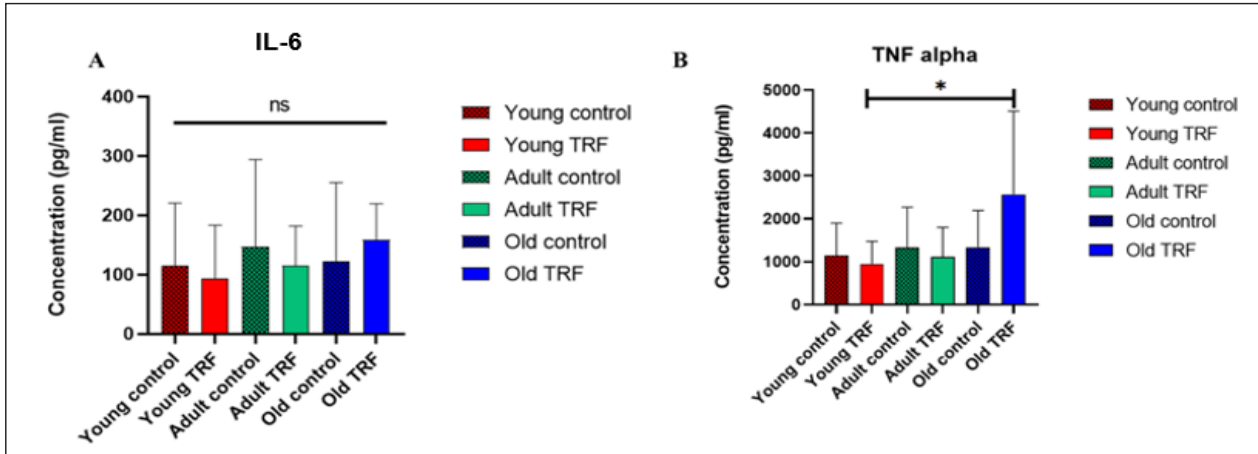 IL-6
A
Concentration (pg/ml)
400
300
200
100
0
ns
Young control
Young TRF
Adult control
Adult TRF
Old control
Old TRF
Young control
Young TRF
Adult control
Adult TRF
Old control
Old TRF
B
TNF alpha
Concentration (pg/ml)
5000
4000
3000
2000
1000
0
*
Young control
Young TRF
Adult control
Adult TRF
Old control
Old TRF
Young control
Young TRF
Adult control
Adult TRF
Old control
Old TRF